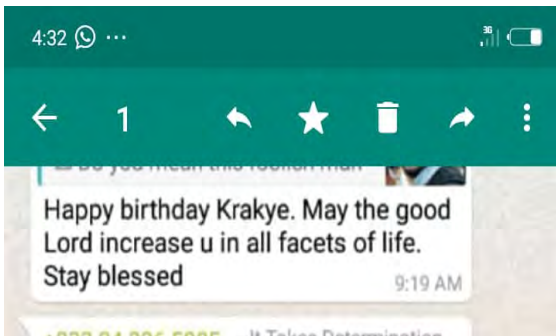 4:32
3G
1
Do you mean this foolish man
Happy birthday Krakye. May the good
Lord increase u in all facets of life.
Stay blessed
9:19 AM
It Takes Determination